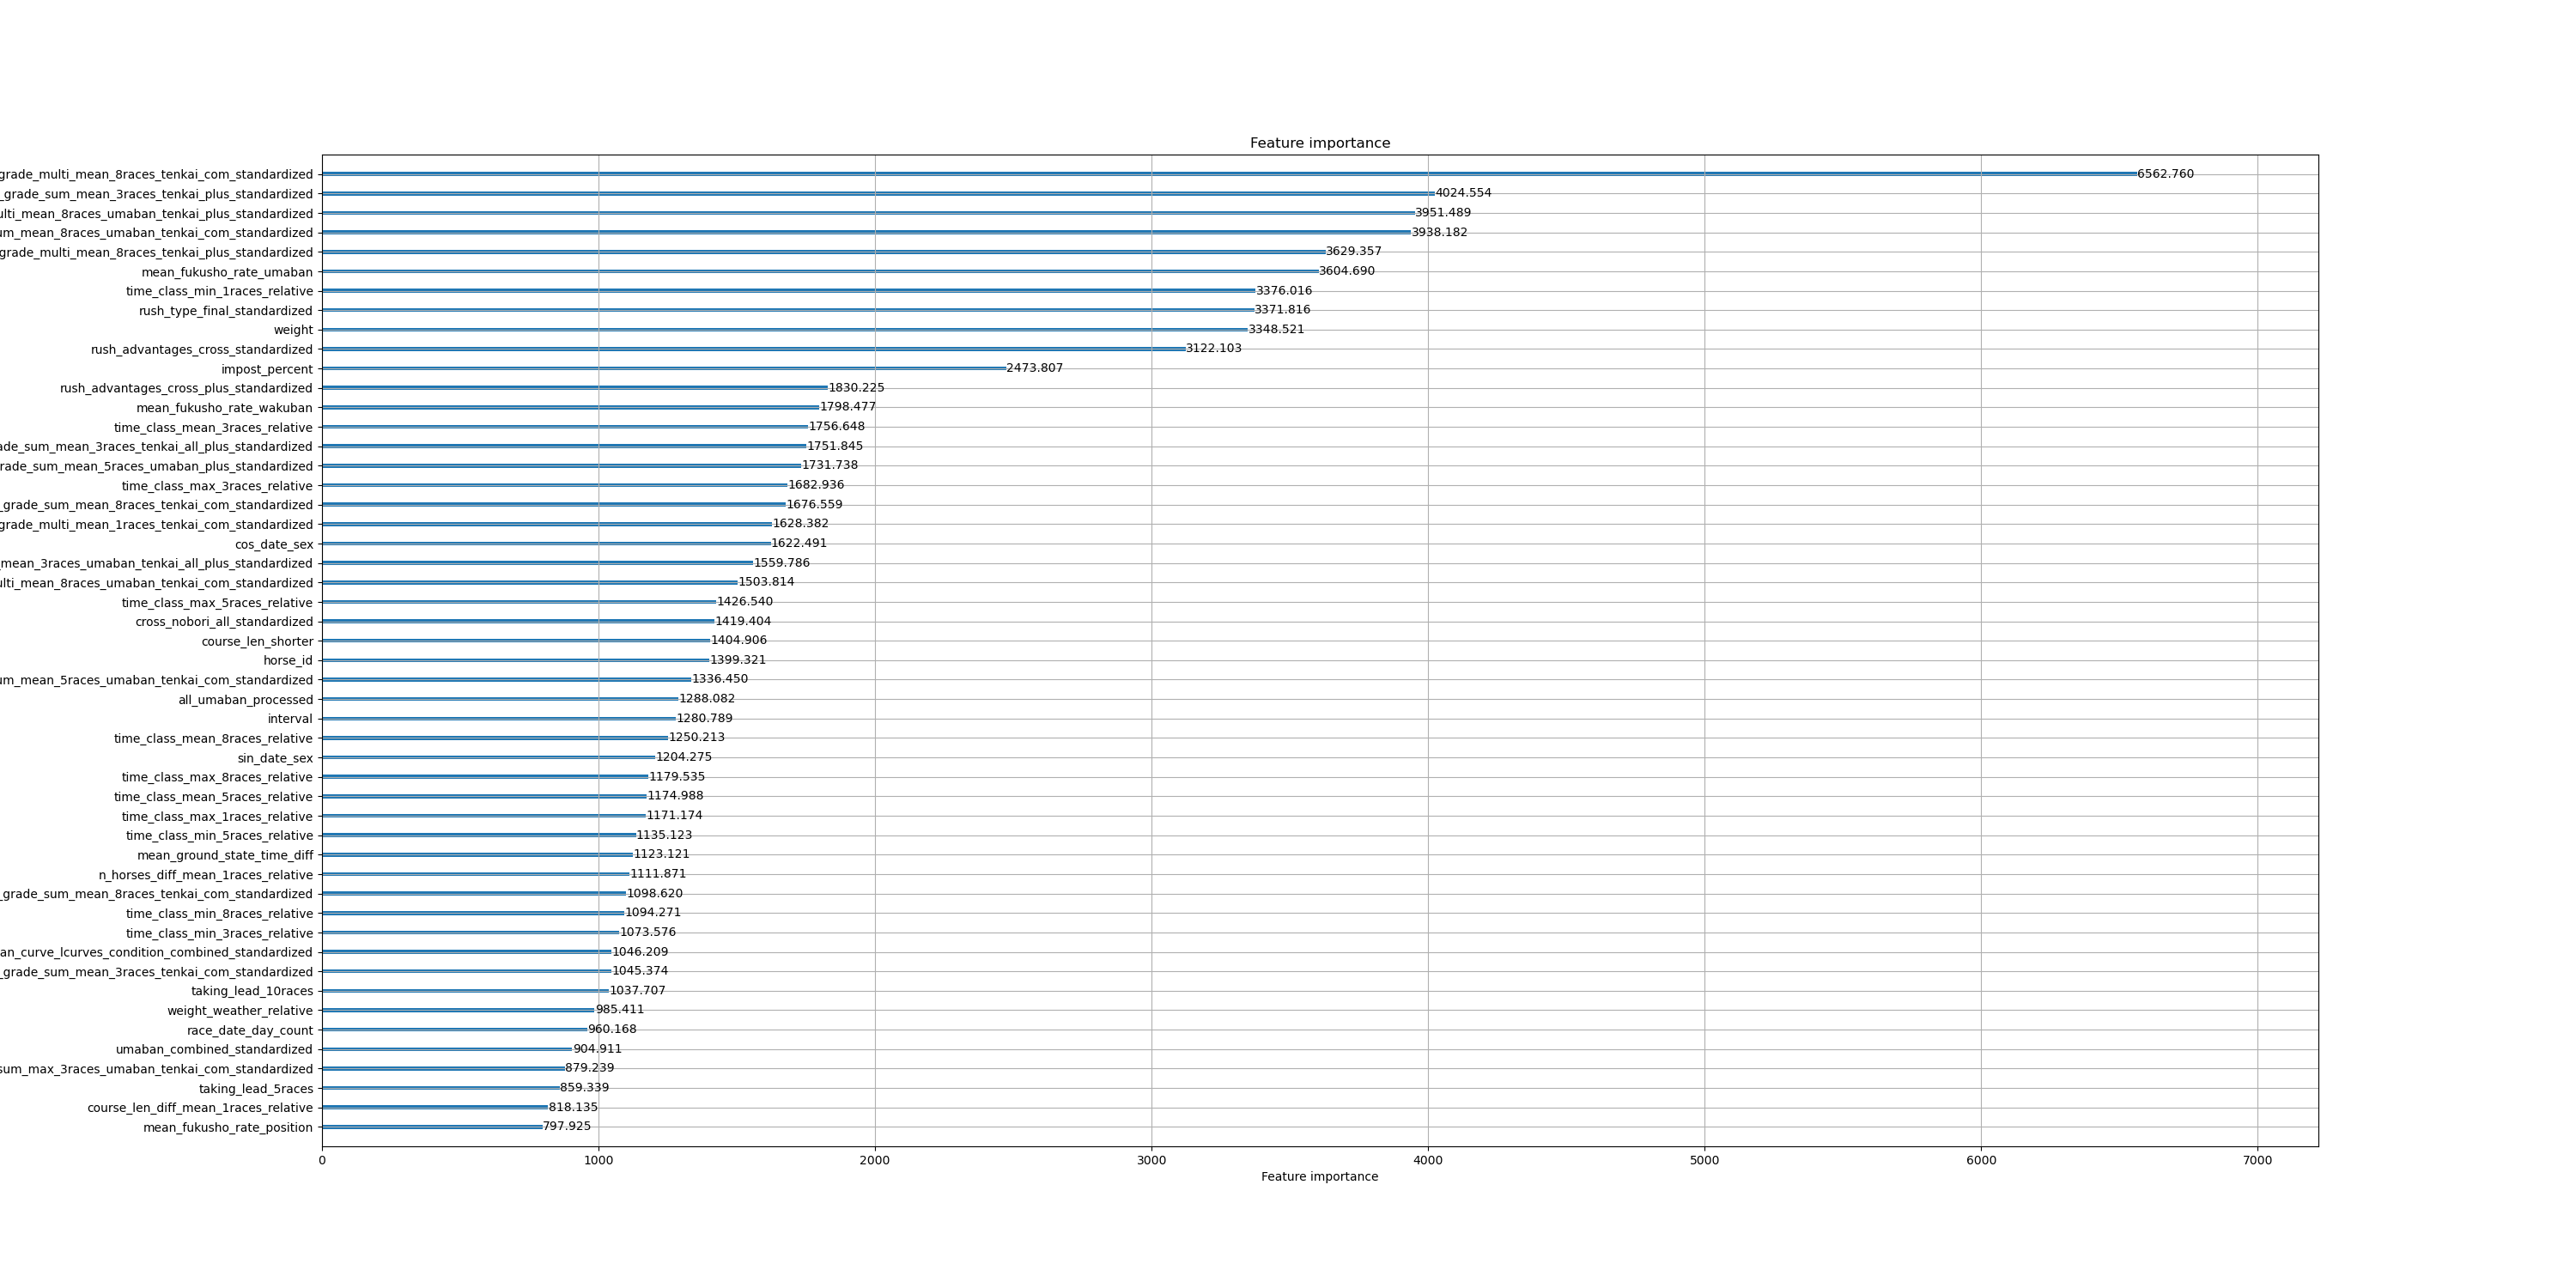 Feature importance
grade_multi_mean_8races_tenkai_com_standardized 6562.760
_grade_sum_mean_3races_tenkai_plus_standardized 4024.554
ulti_mean_8races_umaban_tenkai_plus_standardized 3951.489
um_mean_8races_umaban_tenkai_com_standardized 3938.182
grade_multi_mean_8races_tenkai_plus_standardized 3629.357
mean_fukusho_rate_umaban 3604.690
time_class_min_1races_relative 3376.016
rush_type_final_standardized 3371.816
weight 3348.521
rush_advantages_cross_standardized 3122.103
impost_percent 2473.807
rush_advantages_cross_plus_standardized 1830.225
mean_fukusho_rate_wakuban 1798.477
time_class_mean_3races_relative 1756.648
ade_sum_mean_3races_tenkai_all_plus_standardized 1751.845
rade_sum_mean_5races_umaban_plus_standardized 1731.738
time_class_max_3races_relative 1682.936
_grade_sum_mean_8races_tenkai_com_standardized 1676.559
grade_multi_mean_1races_tenkai_com_standardized 1628.382
cos_date_sex 1622.491
_mean_3races_umaban_tenkai_all_plus_standardized 1559.786
ulti_mean_8races_umaban_tenkai_com_standardized 1503.814
time_class_max_5races_relative 1426.540
cross_nobori_all_standardized 1419.404
course_len_shorter 1404.906
horse_id 1399.321
um_mean_5races_umaban_tenkai_com_standardized 1336.450
all_umaban_processed 1288.082
interval 1280.789
time_class_mean_8races_relative 1250.213
sin_date_sex 1204.275
time_class_max_8races_relative 1179.535
time_class_mean_5races_relative 1174.988
time_class_max_1races_relative 1171.174
time_class_min_5races_relative 1135.123
mean_ground_state_time_diff 1123.121
n_horses_diff_mean_1races_relative 1111.871
_grade_sum_mean_8races_tenkai_com_standardized 1098.620
time_class_min_8races_relative 1094.271
time_class_min_3races_relative 1073.576
an_curve_lcurves_condition_combined_standardized 1046.209
_grade_sum_mean_3races_tenkai_com_standardized 1045.374
taking_lead_10races 1037.707
weight_weather_relative 985.411
race_date_day_count 960.168
umaban_combined_standardized 904.911
sum_max_3races_umaban_tenkai_com_standardized 879.239
taking_lead_5races 859.339
course_len_diff_mean_1races_relative 818.135
mean_fukusho_rate_position 797.925
0 1000 2000 3000 4000 5000 6000 7000
Feature importance